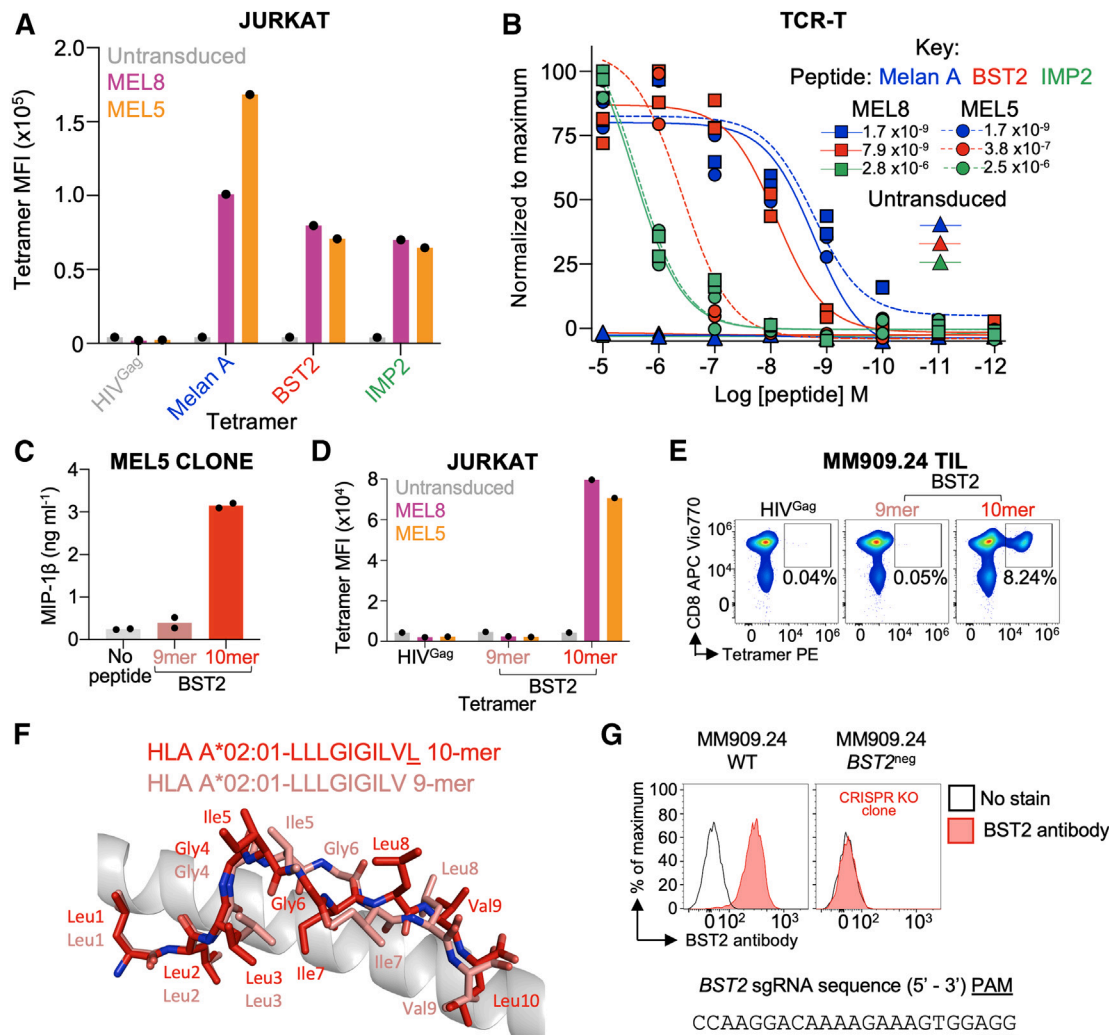 A
JURKAT
Tetramer MFI (x10⁵)
2.0
1.5
1.0
0.5
0
Untransduced
MEL8
MEL5
HIVGag
Melan A
BST2
IMP2
Tetramer
B
TCR-T
Key:
Peptide: Melan A BST2 IMP2
MEL8 MEL5
1.7 x10⁻⁹ 1.7 x10⁻⁹
7.9 x10⁻⁹ 3.8 x10⁻⁷
2.8 x10⁻⁶ 2.5 x10⁻⁶
Untransduced
Normalized to maximum
100
75
50
25
0
-5 -6 -7 -8 -9 -10 -11 -12
Log [peptide] M
C
MEL5 CLONE
MIP-1β (ng ml⁻¹)
4
3
2
1
0
No peptide
9mer
10mer
BST2
D
JURKAT
Tetramer MFI (x10⁴)
8
6
4
2
0
Untransduced
MEL8
MEL5
HIVGag
9mer
10mer
BST2
Tetramer
E
MM909.24 TIL
BST2
HIVGag 9mer 10mer
CD8 APC Vio770
10⁶
10⁴
0
0.04% 0.05% 8.24%
0 10⁴ 10⁶ 0 10⁴ 10⁶ 0 10⁴ 10⁶
Tetramer PE
F
HLA A*02:01-LLLGIGILVL 10-mer
HLA A*02:01-LLLGIGILV 9-mer
Ile5
Ile5
Gly4
Gly4
Gly6
Leu8
Leu8
Gly6
Val9
Leu1
Leu1
Leu2
Leu2
Leu3
Leu3
Ile7
Ile7
Val9
Leu10
G
MM909.24 WT
MM909.24 BST2neg
CRISPR KO clone
No stain
BST2 antibody
% of maximum
100
80
60
40
20
0
0 10² 10³ 0 10² 10³
BST2 antibody
BST2 sgRNA sequence (5' - 3') PAM
CCAAGGACAAAAGAAAGTGGAGG